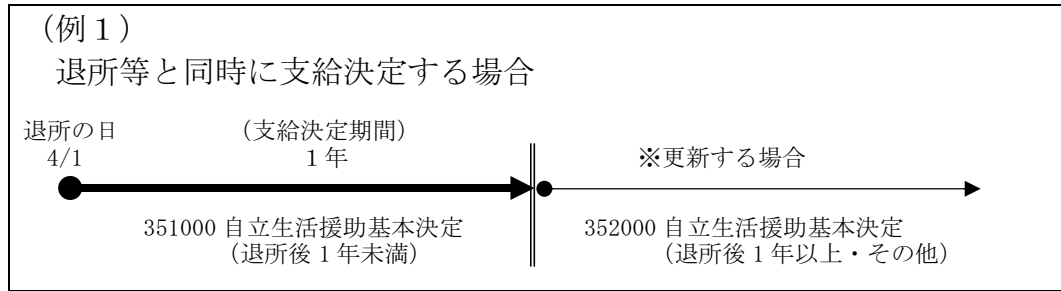 （例１）
退所等と同時に支給決定する場合
退所の日
4/1
（支給決定期間）
１年
※更新する場合
351000 自立生活援助基本決定
（退所後１年未満）
352000 自立生活援助基本決定
（退所後１年以上・その他）